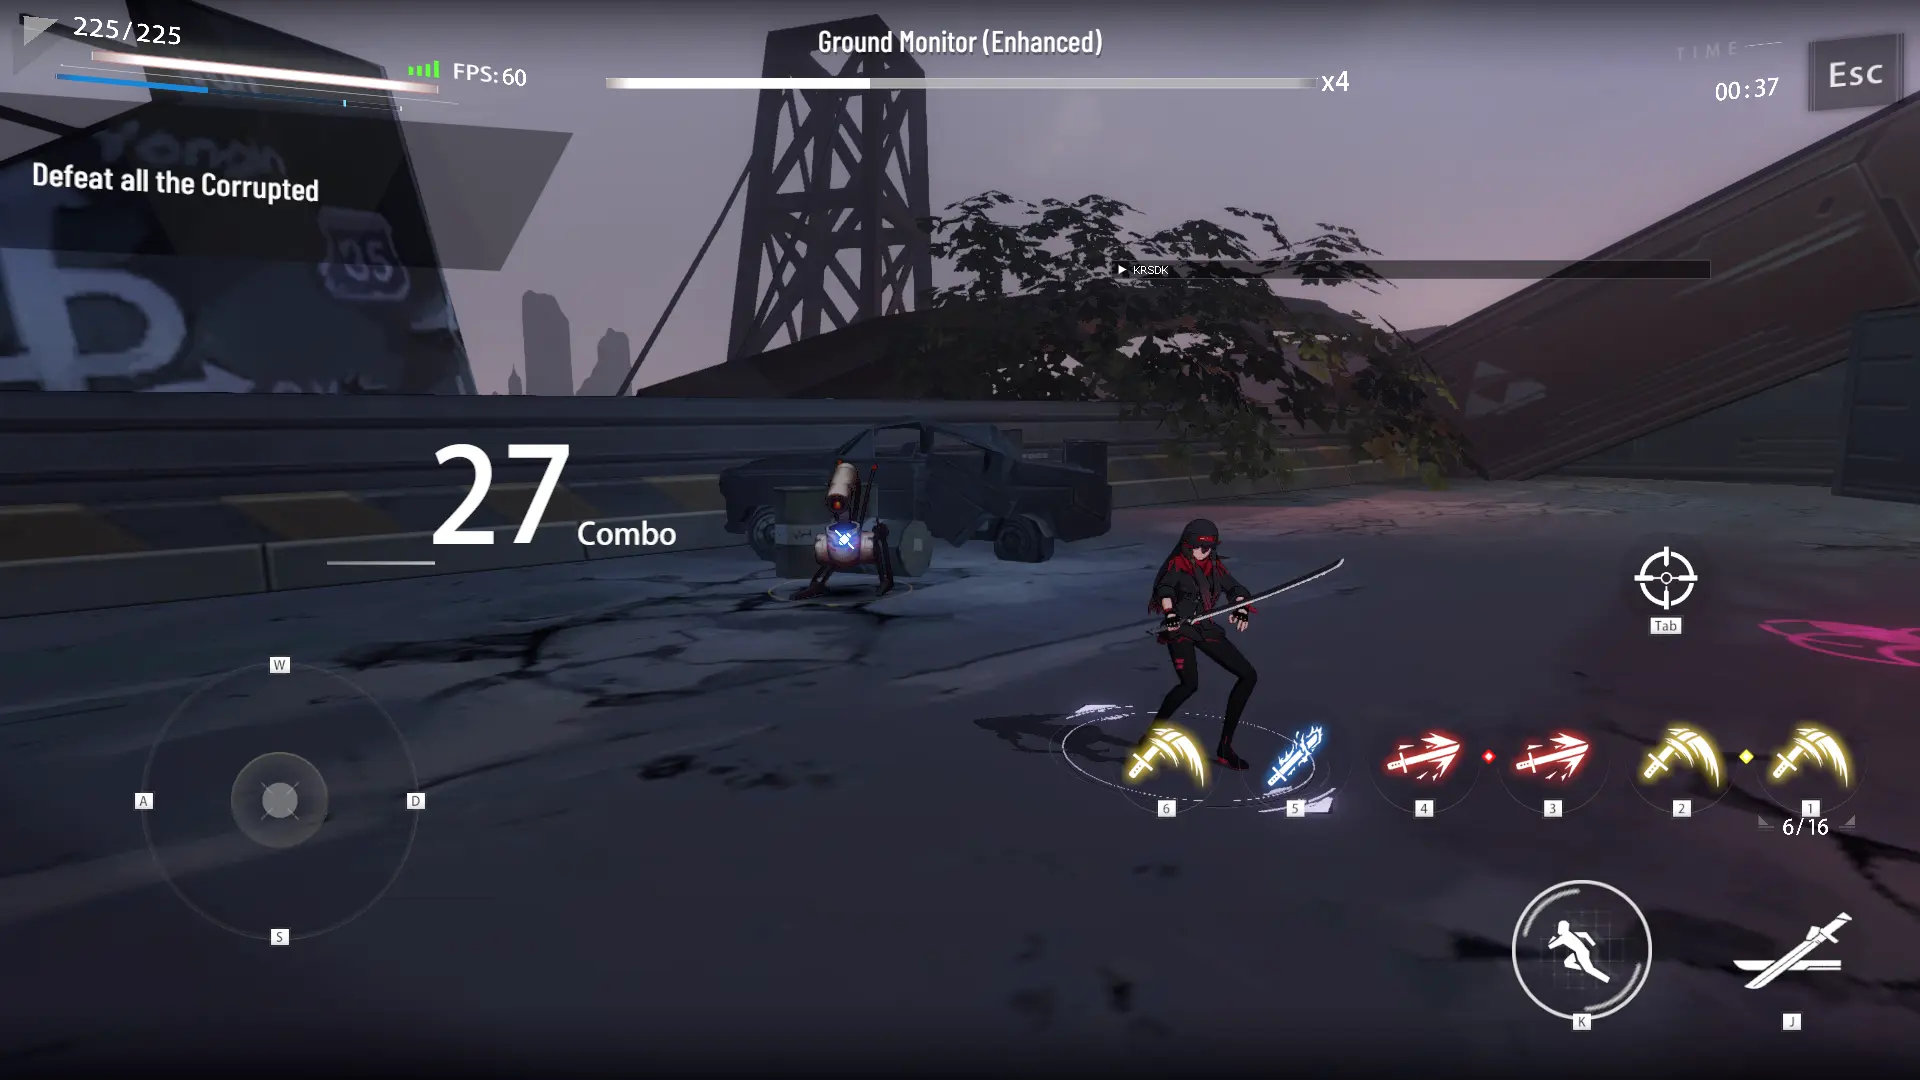 225/225
FPS: 60
Ground Monitor (Enhanced)
x4
TIME
00:37
Esc
Defeat all the Corrupted
35
KRSDK
27 Combo
Tab
W
A
D
S
6
5
4
3
2
1
6/16
K
J